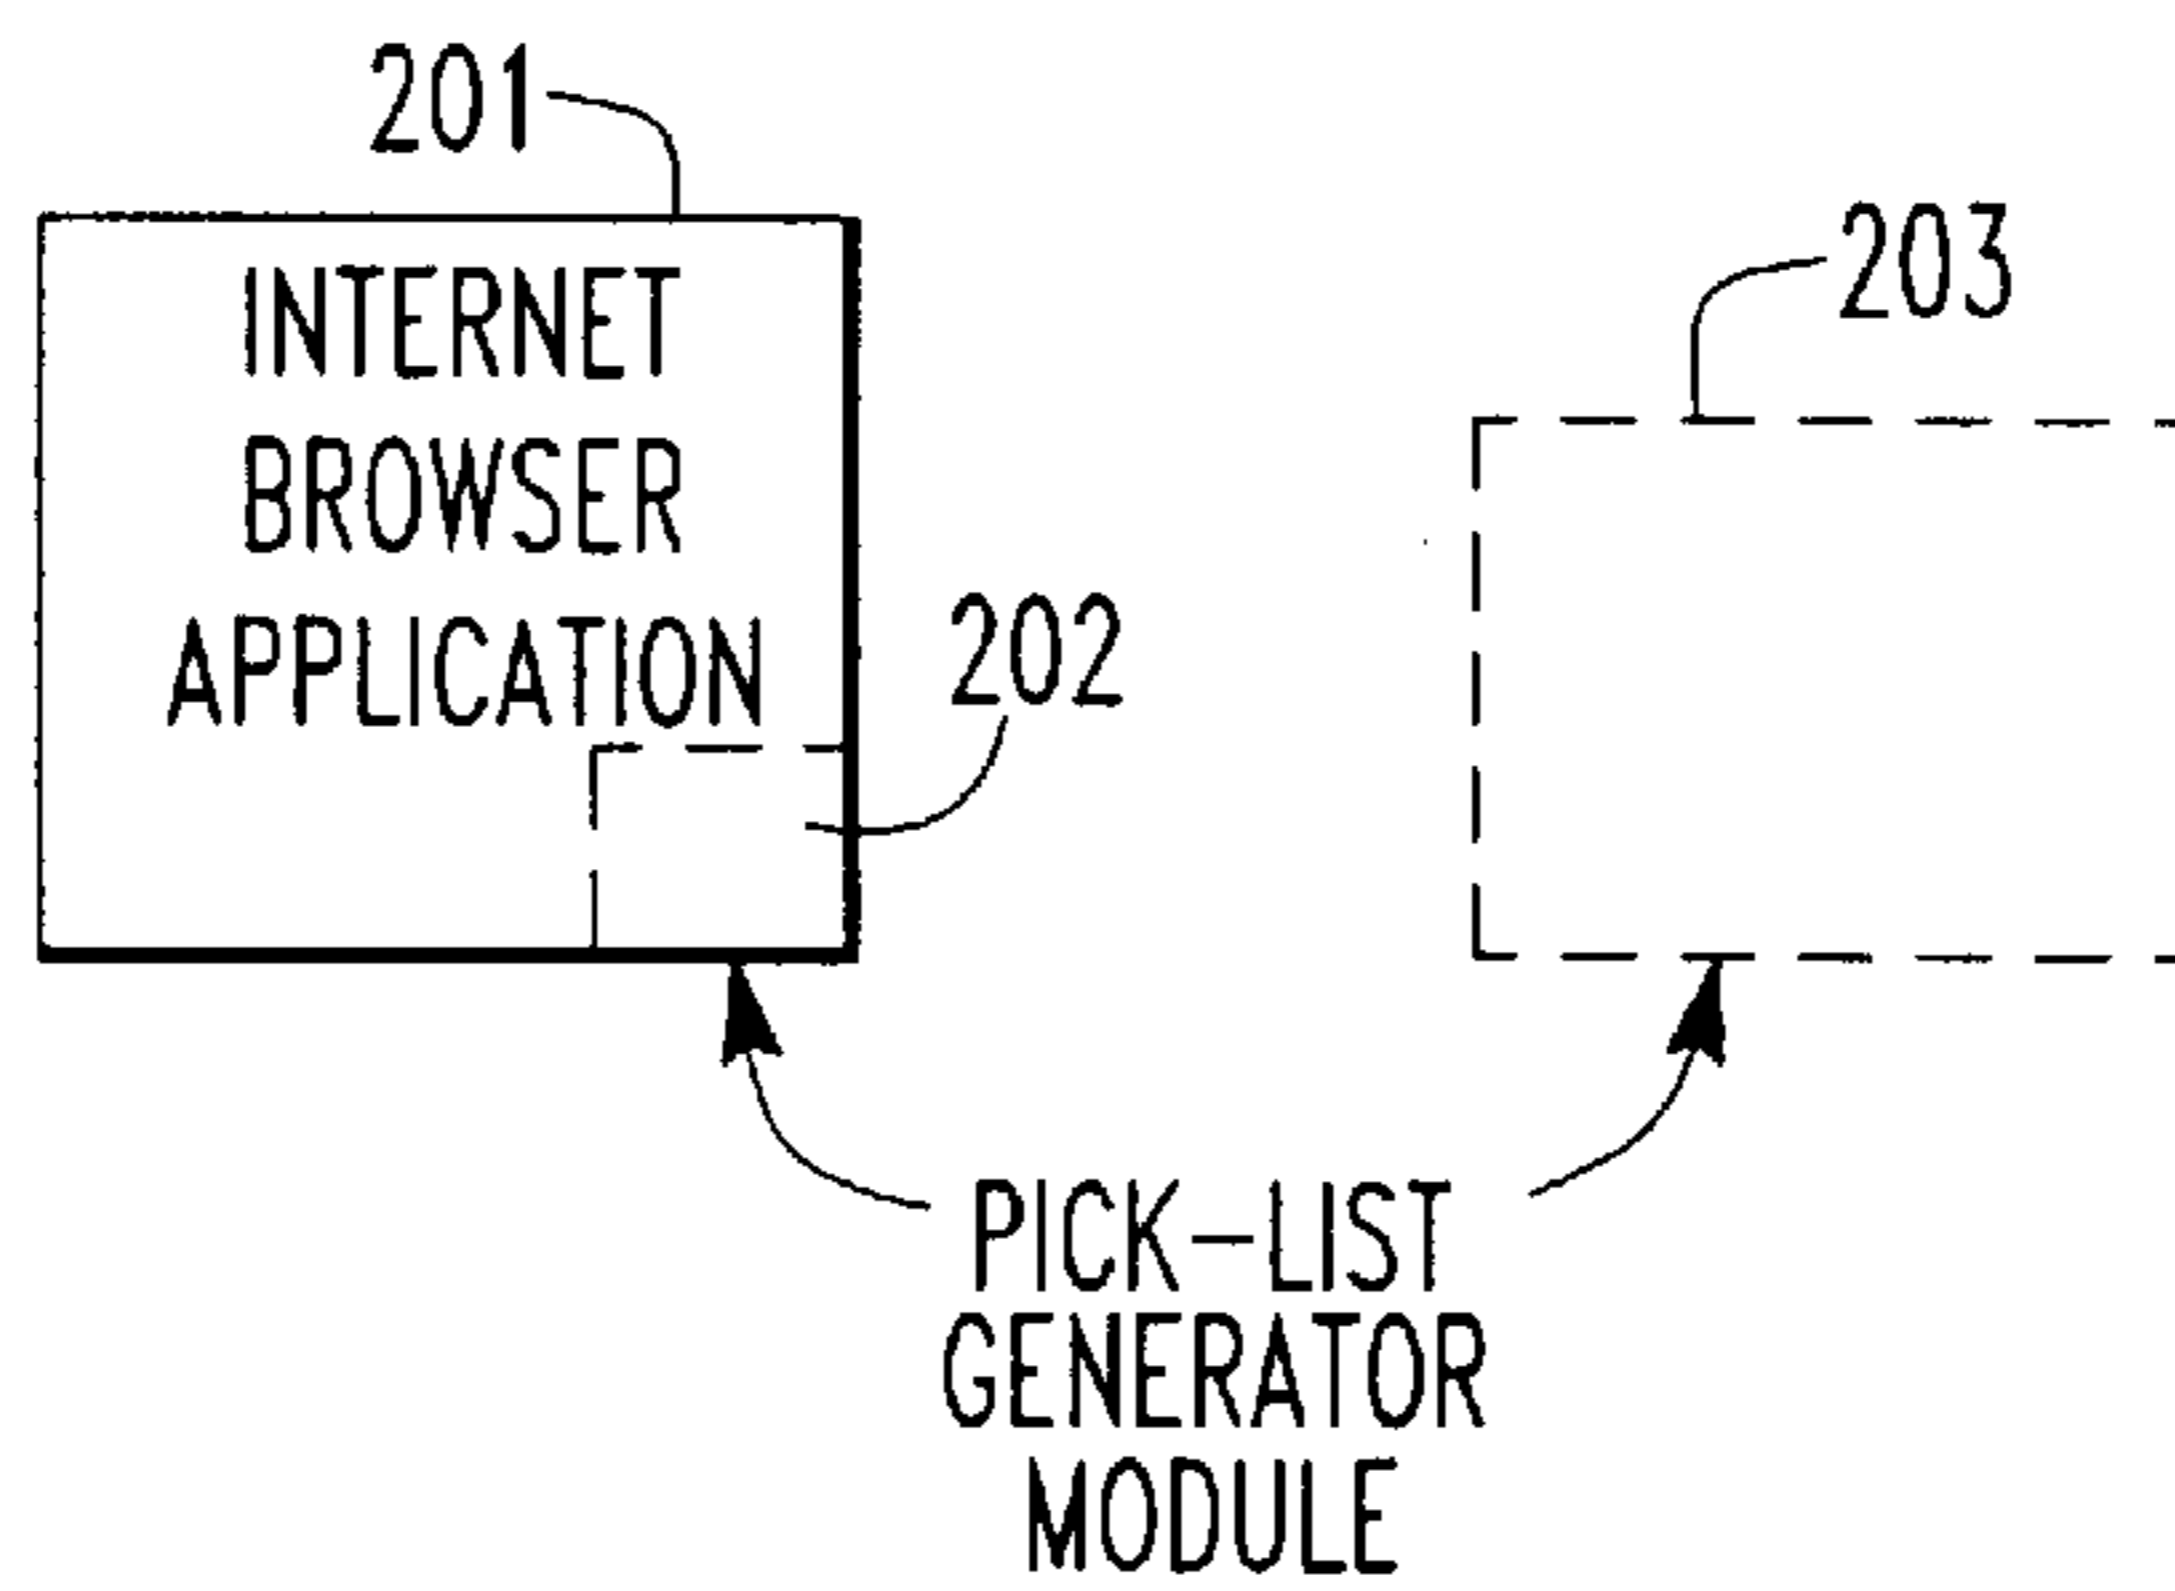 201
INTERNET
BROWSER
APPLICATION
202
203
PICK-LIST
GENERATOR
MODULE